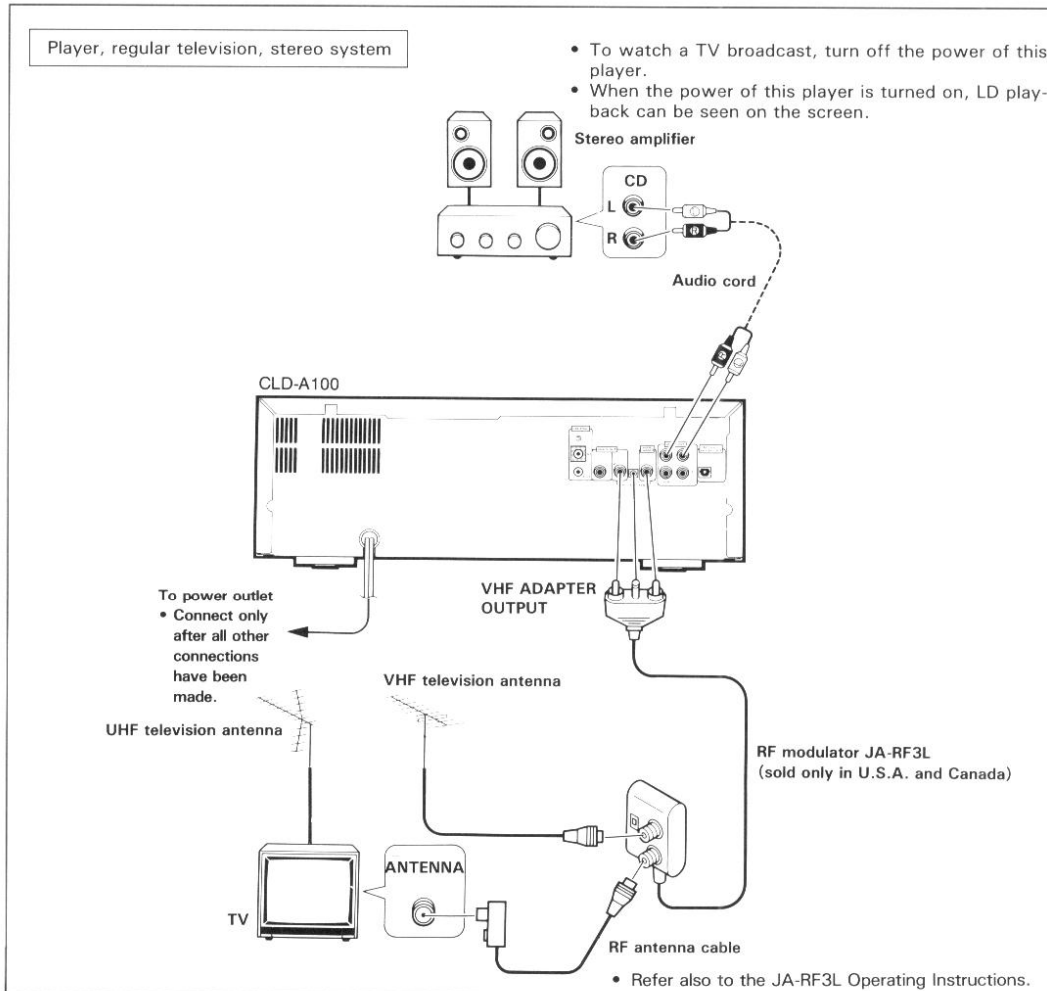 Player, regular television, stereo system
• To watch a TV broadcast, turn off the power of this
player.
• When the power of this player is turned on, LD play-
back can be seen on the screen.
Stereo amplifier
CD
L
R
Audio cord
CLD-A100
To power outlet
• Connect only
after all other
connections
have been
made.
VHF ADAPTER
OUTPUT
VHF television antenna
UHF television antenna
RF modulator JA-RF3L
(sold only in U.S.A. and Canada)
ANTENNA
TV
RF antenna cable
• Refer also to the JA-RF3L Operating Instructions.